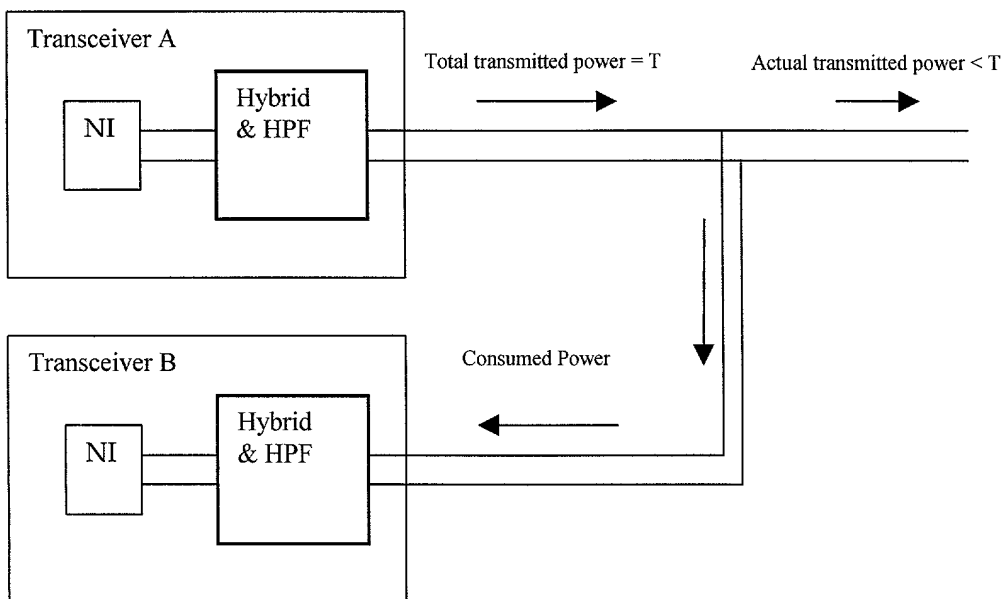 Transceiver A
NI
Hybrid
& HPF
Total transmitted power = T
Actual transmitted power < T
Transceiver B
NI
Hybrid
& HPF
Consumed Power